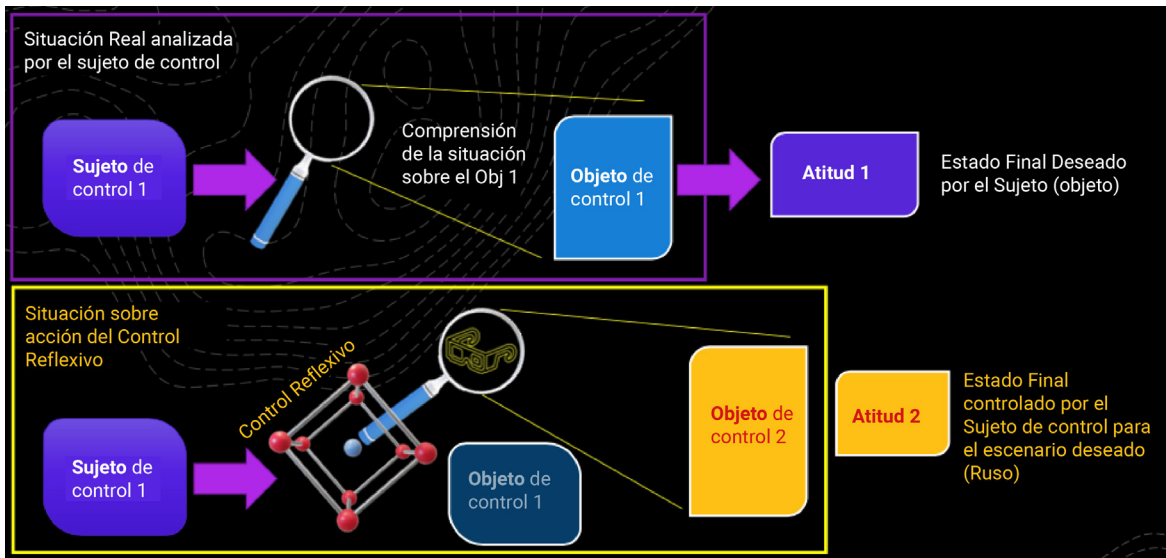 Situación Real analizada
por el sujeto de control
Sujeto de
control 1
Comprensión
de la situación
sobre el Obj 1
Objeto de
control 1
Atitud 1
Estado Final Deseado
por el Sujeto (objeto)
Situación sobre
acción del Control
Reflexivo
Control Reflexivo
Sujeto de
control 1
Objeto de
control 1
Objeto de
control 2
Atitud 2
Estado Final
controlado por el
Sujeto de control para
el escenario deseado
(Ruso)